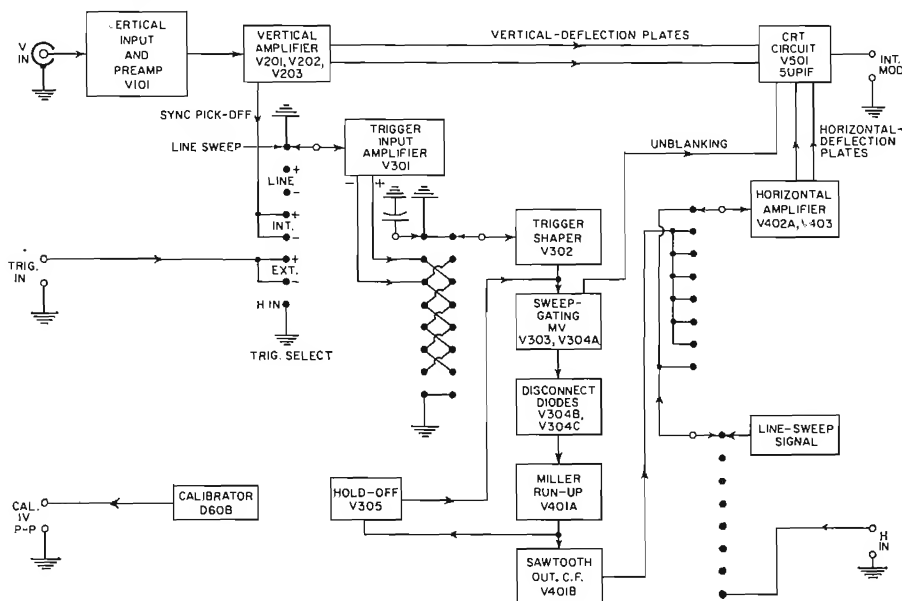 V
IN
VERTICAL
INPUT
AND
PREAMP
V101
VERTICAL
AMPLIFIER
V201, V202,
V203
VERTICAL-DEFLECTION PLATES
CRT
CIRCUIT
V501
5UPIF
INT.
MOD
SYNC PICK-OFF
LINE SWEEP
TRIGGER
INPUT
AMPLIFIER
V301
UNBLANKING
HORIZONTAL-
DEFLECTION
PLATES
+
LINE
-
- +
HORIZONTAL
AMPLIFIER
V402A, V403
+
INT.
-
TRIGGER
SHAPER
V302
TRIG.
IN
+
EXT.
-
H IN
TRIG. SELECT
SWEEP-
GATING
MV
V303, V304A
DISCONNECT
DIODES
V304B,
V304C
LINE-SWEEP
SIGNAL
CAL.
1V
P-P
CALIBRATOR
D608
HOLD-OFF
V305
MILLER
RUN-UP
V401A
H
IN
SAWTOOTH
OUT. C.F.
V401B